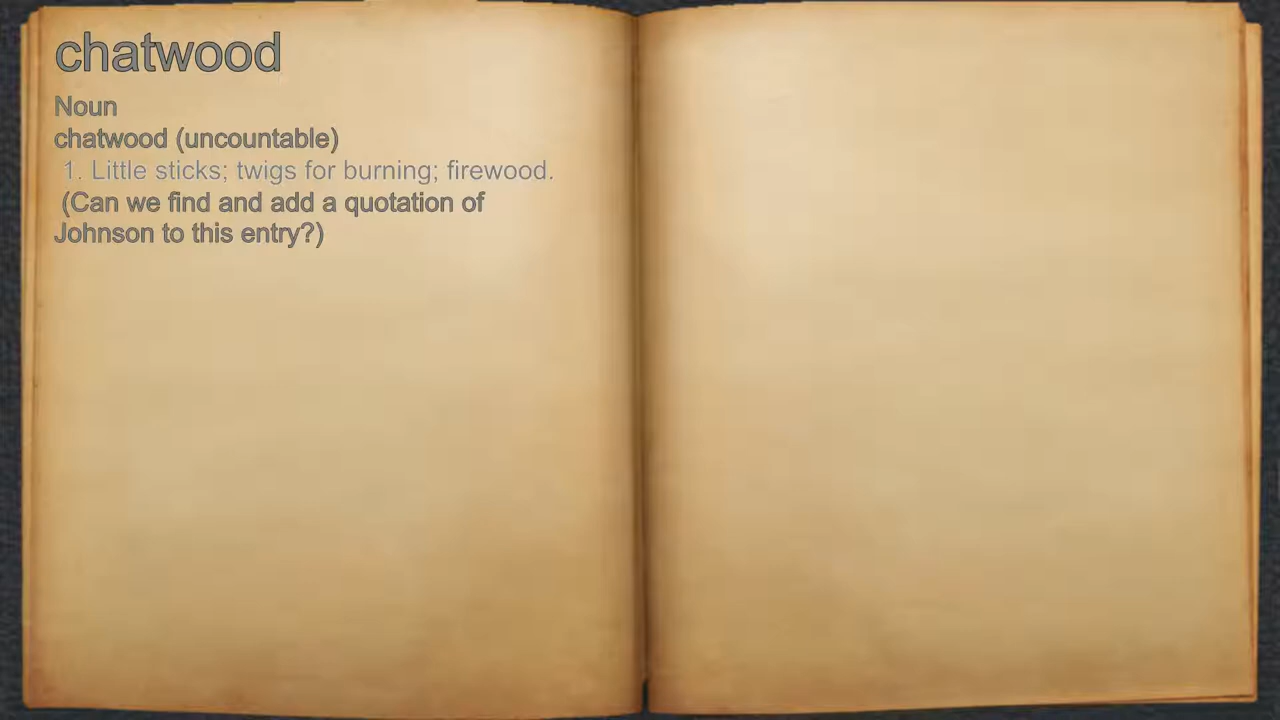 chatwood
Noun
chatwood (uncountable)
1. Little sticks; twigs for burning; firewood.
(Can we find and add a quotation of
Johnson to this entry?)